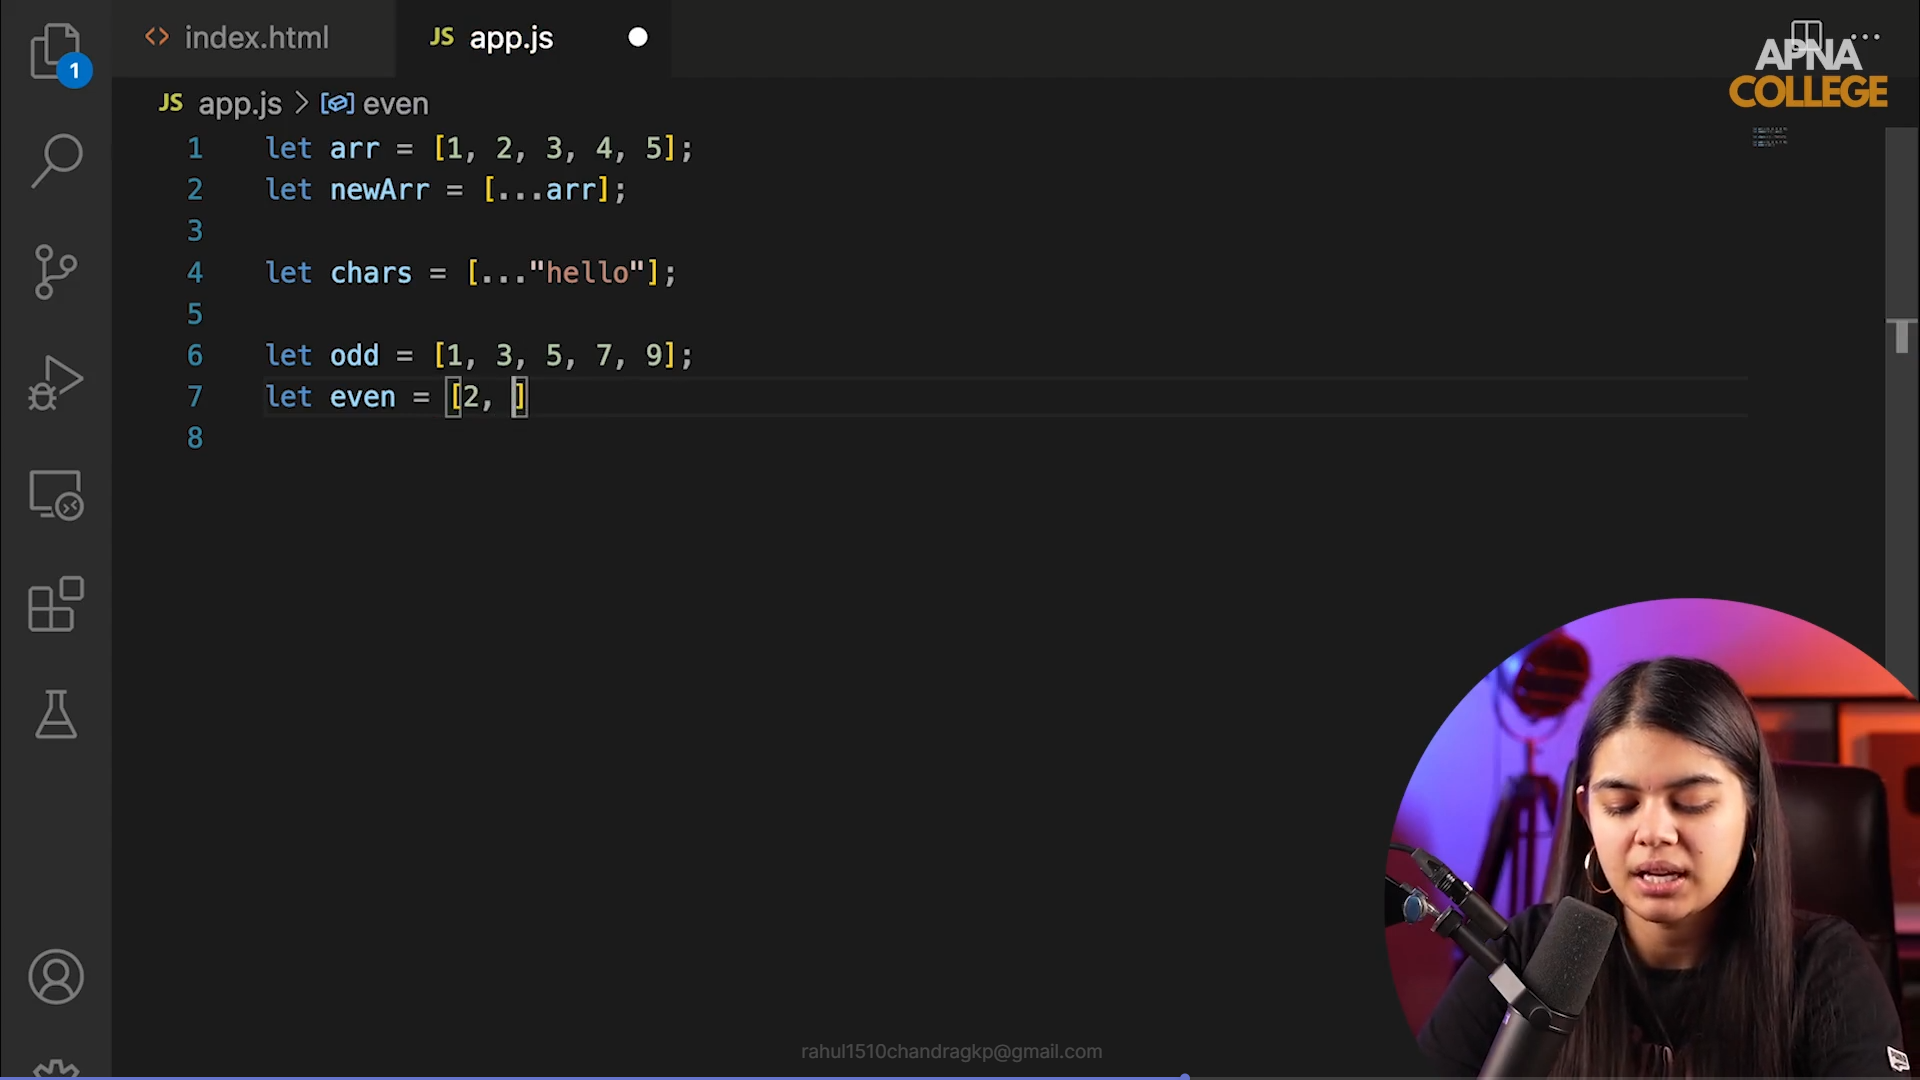 index.html
JS app.js
APNA
COLLEGE
1
JS app.js > even
1 let arr = [1, 2, 3, 4, 5];
2 let newArr = [...arr];
3
4 let chars = [..."hello"];
5
6 let odd = [1, 3, 5, 7, 9];
7 let even = [2, ]
8
rahul1510chandragkp@gmail.com